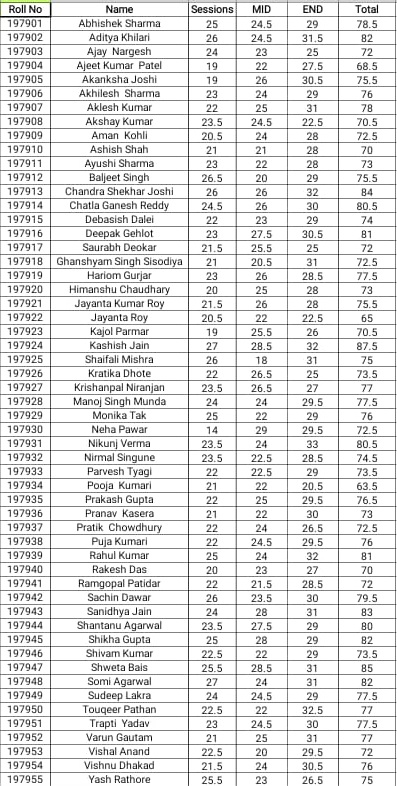 Roll No Name Sessions MID END Total
197901 Abhishek Sharma 25 24.5 29 78.5
197902 Aditya Khilari 26 24.5 31.5 82
197903 Ajay Nargesh 24 23 25 72
197904 Ajeet Kumar Patel 19 22 27.5 68.5
197905 Akanksha Joshi 19 26 30.5 75.5
197906 Akhilesh Sharma 23 24 29 76
197907 Aklesh Kumar 22 25 31 78
197908 Akshay Kumar 23.5 24.5 22.5 70.5
197909 Aman Kohli 20.5 24 28 72.5
197910 Ashish Shah 21 21 28 70
197911 Ayushi Sharma 23 22 28 73
197912 Baljeet Singh 26.5 20 29 75.5
197913 Chandra Shekhar Joshi 26 26 32 84
197914 Chatla Ganesh Reddy 24.5 26 30 80.5
197915 Debasish Dalei 22 23 29 74
197916 Deepak Gehlot 23 27.5 30.5 81
197917 Saurabh Deokar 21.5 25.5 25 72
197918 Ghanshyam Singh Sisodiya 21 20.5 31 72.5
197919 Hariom Gurjar 23 26 28.5 77.5
197920 Himanshu Chaudhary 20 25 28 73
197921 Jayanta Kumar Roy 21.5 26 28 75.5
197922 Jayanta Roy 20.5 22 22.5 65
197923 Kajol Parmar 19 25.5 26 70.5
197924 Kashish Jain 27 28.5 32 87.5
197925 Shaifali Mishra 26 18 31 75
197926 Kratika Dhote 22 26.5 25 73.5
197927 Krishanpal Niranjan 23.5 26.5 27 77
197928 Manoj Singh Munda 24 24 29.5 77.5
197929 Monika Tak 25 22 29 76
197930 Neha Pawar 14 29 29.5 72.5
197931 Nikunj Verma 23.5 24 33 80.5
197932 Nirmal Singune 23.5 22.5 28.5 74.5
197933 Parvesh Tyagi 22 22.5 29 73.5
197934 Pooja Kumari 21 22 20.5 63.5
197935 Prakash Gupta 22 25 29.5 76.5
197936 Pranav Kasera 21 22 30 73
197937 Pratik Chowdhury 22 24 26.5 72.5
197938 Puja Kumari 22 24.5 29.5 76
197939 Rahul Kumar 25 24 32 81
197940 Rakesh Das 20 23 27 70
197941 Ramgopal Patidar 22 21.5 28.5 72
197942 Sachin Dawar 26 23.5 30 79.5
197943 Sanidhya Jain 24 28 31 83
197944 Shantanu Agarwal 23.5 27.5 29 80
197945 Shikha Gupta 25 28 29 82
197946 Shivam Kumar 22.5 22 29 73.5
197947 Shweta Bais 25.5 28.5 31 85
197948 Somi Agarwal 27 24 31 82
197949 Sudeep Lakra 24 24.5 29 77.5
197950 Touqeer Pathan 22.5 22 32.5 77
197951 Trapti Yadav 23 24.5 30 77.5
197952 Varun Gautam 21 25 31 77
197953 Vishal Anand 22.5 20 29.5 72
197954 Vishnu Dhakad 21.5 24 30.5 76
197955 Yash Rathore 25.5 23 26.5 75